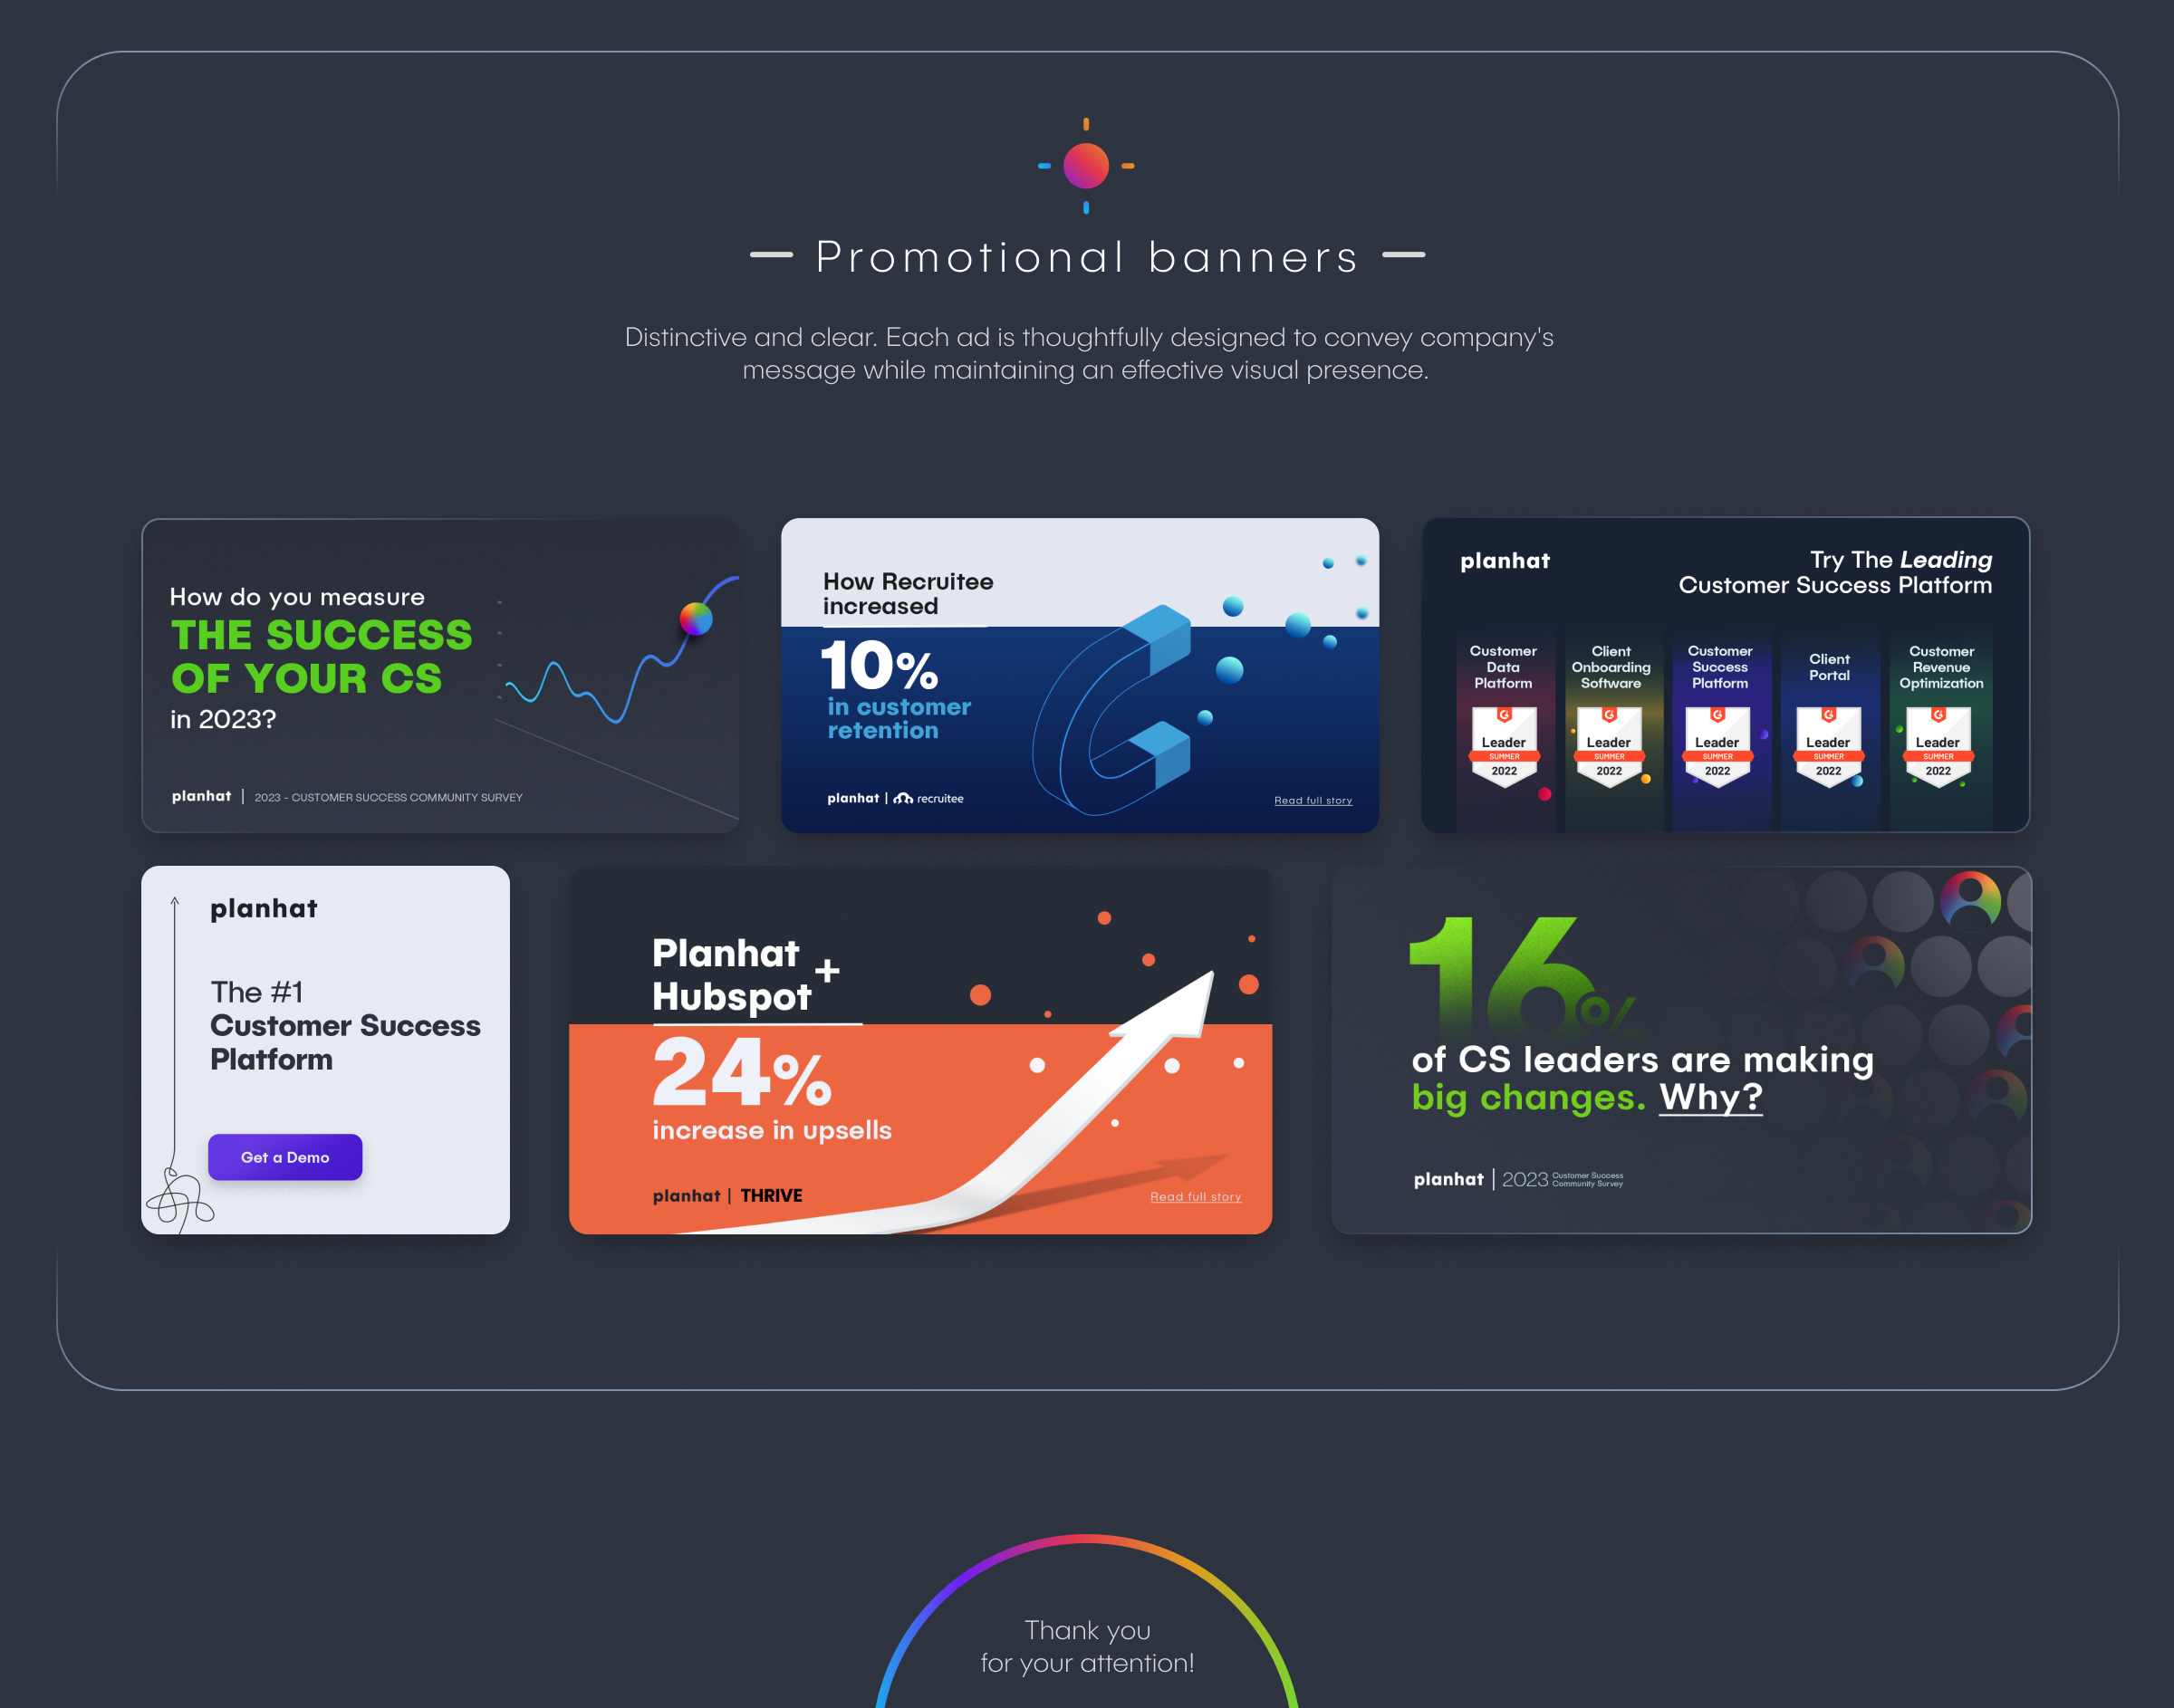 Promotional banners
Distinctive and clear. Each ad is thoughtfully designed to convey company's
message while maintaining an effective visual presence.
How do you measure
THE SUCCESS
OF YOUR CS
in 2023?
planhat | 2023 - CUSTOMER SUCCESS COMMUNITY SURVEY
How Recruitee
increased
10%
in customer
retention
planhat | recruitee
Read full story
planhat
Try The Leading
Customer Success Platform
Customer
Data
Platform
Leader
SUMMER
2022
Client
Onboarding
Software
Leader
SUMMER
2022
Customer
Success
Platform
Leader
SUMMER
2022
Client
Portal
Leader
SUMMER
2022
Customer
Revenue
Optimization
Leader
SUMMER
2022
planhat
The #1
Customer Success
Platform
Get a Demo
Planhat
+
Hubspot
24%
increase in upsells
planhat | THRIVE
Read full story
16%
of CS leaders are making
big changes. Why?
planhat | 2023 Customer Success
Community Survey
Thank you
for your attention!